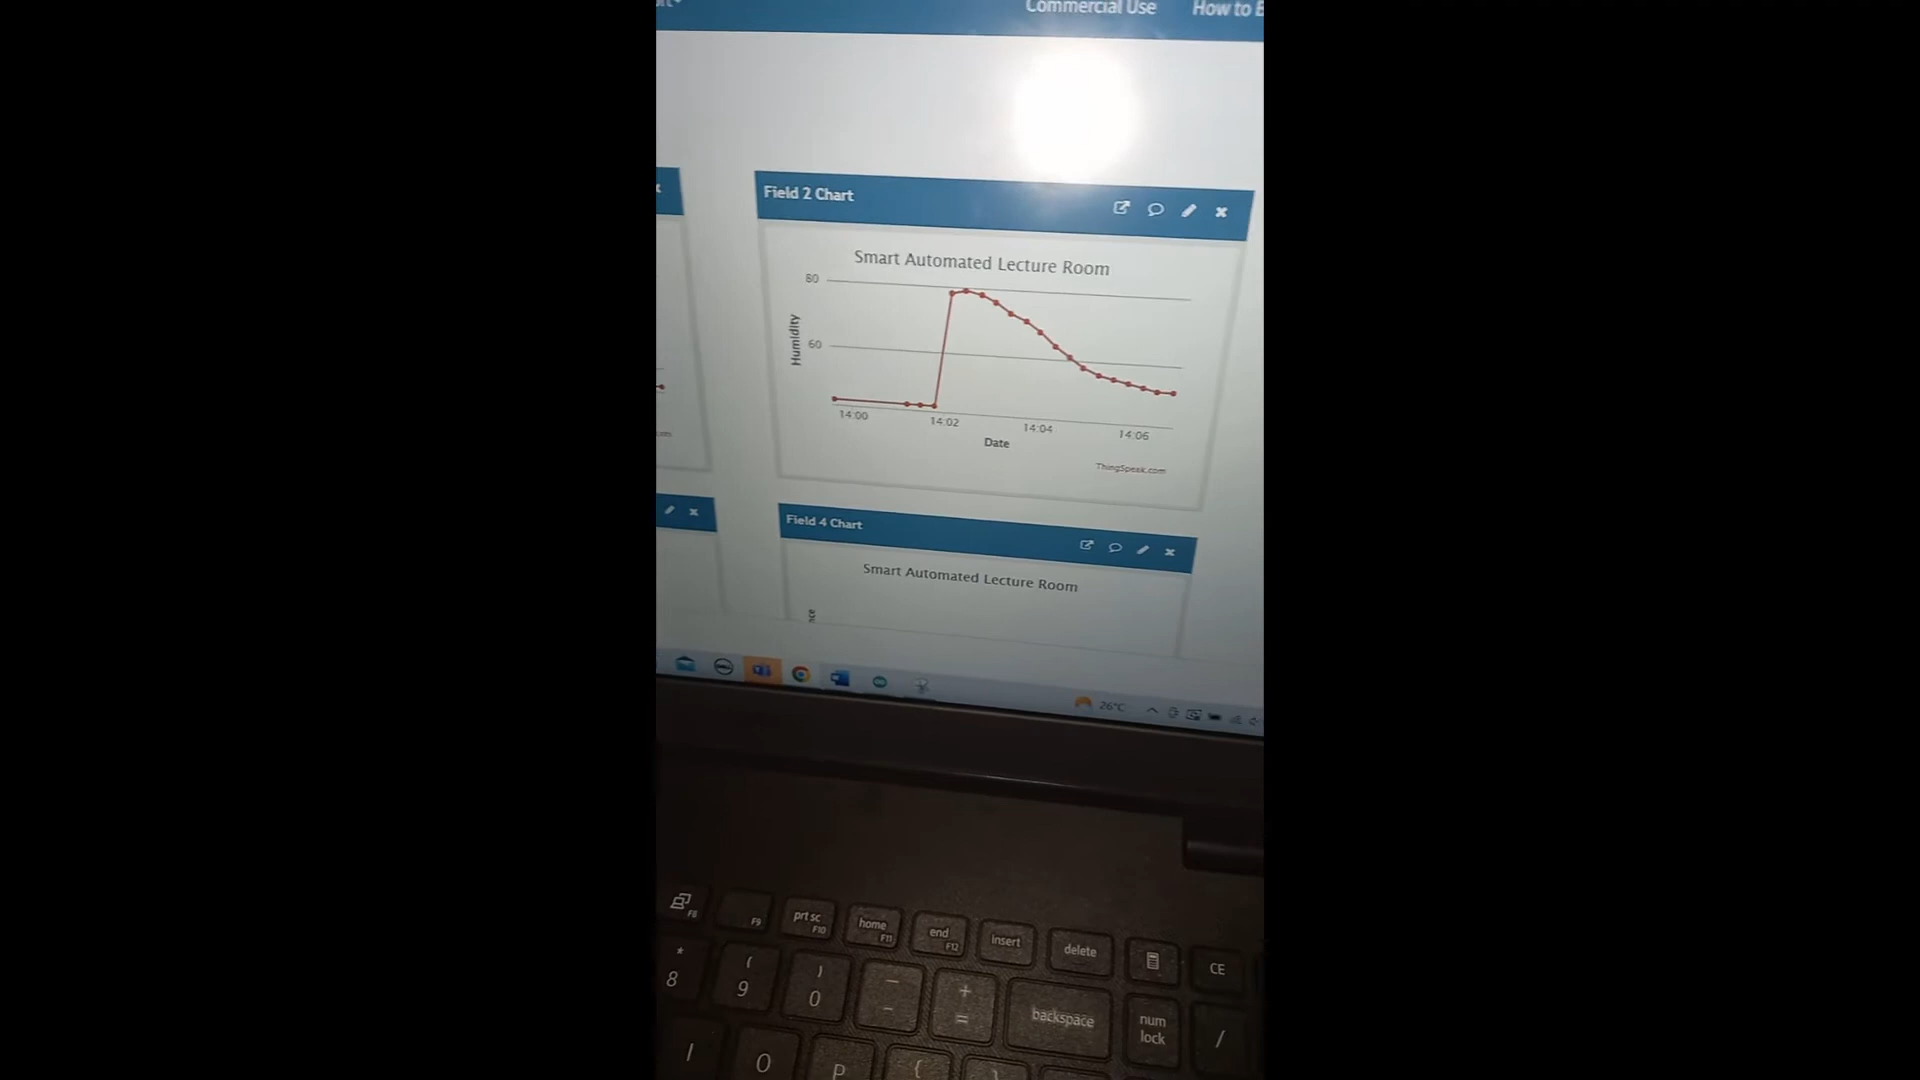 Commercial Use
How to
Field 2 Chart
Smart Automated Lecture Room
80
60
Humidity
14:00
14:02
14:04
14:06
Date
ThingSpeak.com
Field 4 Chart
Smart Automated Lecture Room
26°C
F8
F9
prt sc
F10
home
F11
end
F12
insert
delete
CE
*
8
(
9
)
0
_
-
+
=
backspace
num
lock
/
I
O
P
{
}